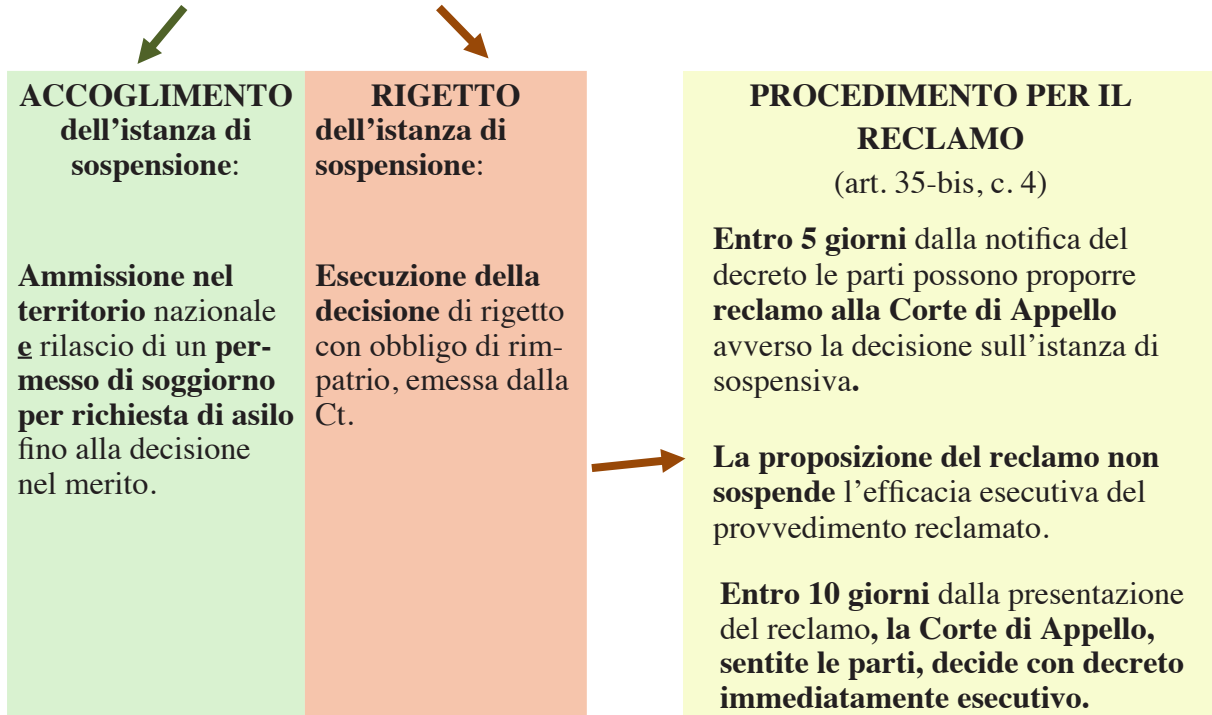 ACCOGLIMENTO
dell’istanza di
sospensione:
Ammissione nel
territorio nazionale
e rilascio di un per-
messo di soggiorno
per richiesta di asilo
fino alla decisione
nel merito.
RIGETTO
dell’istanza di
sospensione:
Esecuzione della
decisione di rigetto
con obbligo di rim-
patrio, emessa dalla
Ct.
PROCEDIMENTO PER IL
RECLAMO
(art. 35-bis, c. 4)
Entro 5 giorni dalla notifica del
decreto le parti possono proporre
reclamo alla Corte di Appello
avverso la decisione sull’istanza di
sospensiva.
La proposizione del reclamo non
sospende l’efficacia esecutiva del
provvedimento reclamato.
Entro 10 giorni dalla presentazione
del reclamo, la Corte di Appello,
sentite le parti, decide con decreto
immediatamente esecutivo.